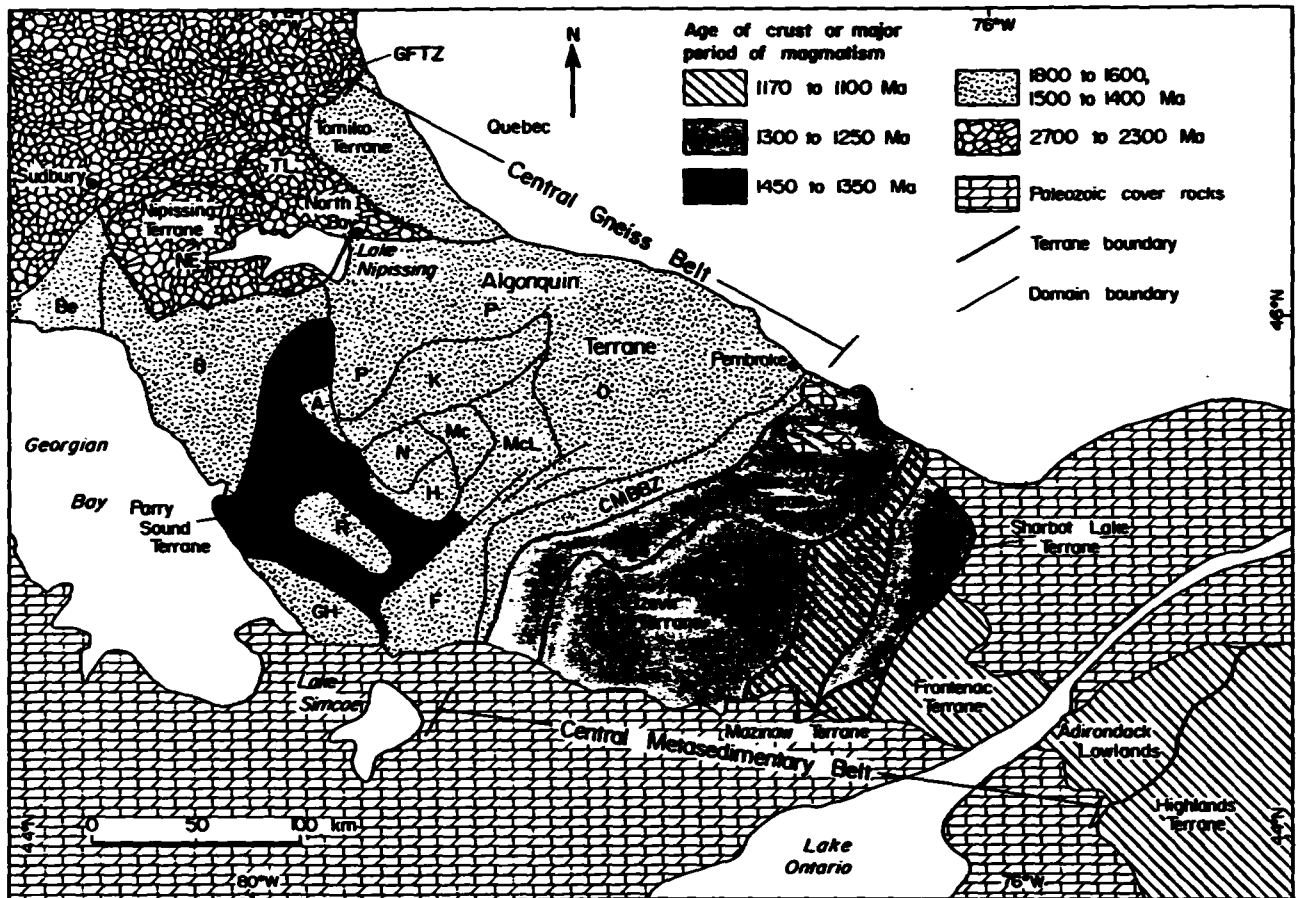 80°W
GFTZ
N
76°W
Age of crust or major
period of magmatism
1170 to 1100 Ma
1300 to 1250 Ma
1450 to 1350 Ma
1800 to 1600,
1500 to 1400 Ma
2700 to 2300 Ma
Paleozoic cover rocks
Terrane boundary
Domain boundary
Quebec
Tomiko
Terrane
TL
Sudbury
Nipissing
Terrane
North
Bay
NE
Lake
Nipissing
Central Gneiss
Belt
Algonquin
Terrane
46°N
Be
B
P
P
K
O
Pembroke
A
Mc
McL
N
H
CMBBZ
Georgian
Bay
Parry
Sound
Terrane
R
GH
F
Terrane
Sharbot Lake
Terrane
Frontenac
Terrane
Lake
Simcoe
Mazinaw Terrane
Central Metasedimentary Belt
Adirondack
Lowlands
Highlands
Terrane
44°N
0 50 100 km
44°N
Lake
Ontario
80°W
76°W